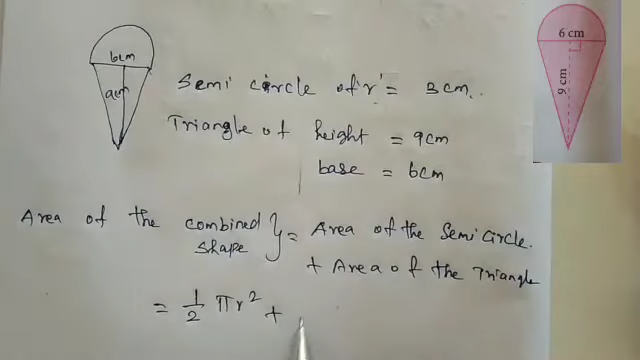 6cm
9cm
6 cm
9 cm
Semi circle of r = 3cm.
Triangle of height = 9cm
base = 6cm
Area of the combined shape } = Area of the Semi Circle.
+ Area of the Triangle
= 1/2 πr² +